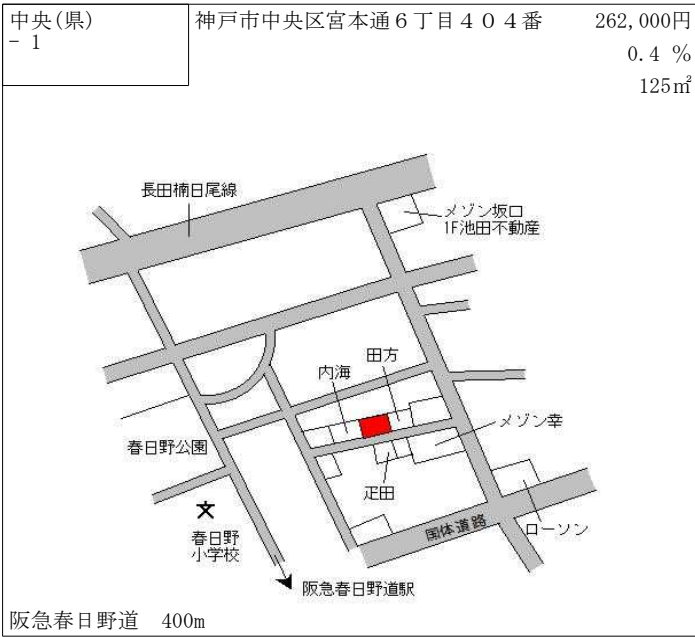 中央(県)
- 1
神戸市中央区宮本通６丁目４０４番
262,000円
0.4 %
125㎡
長田楠日尾線
メゾン坂口
1F池田不動産
田方
内海
メゾン幸
春日野公園
疋田
国体道路
ローソン
文
春日野
小学校
阪急春日野道駅
阪急春日野道 400m